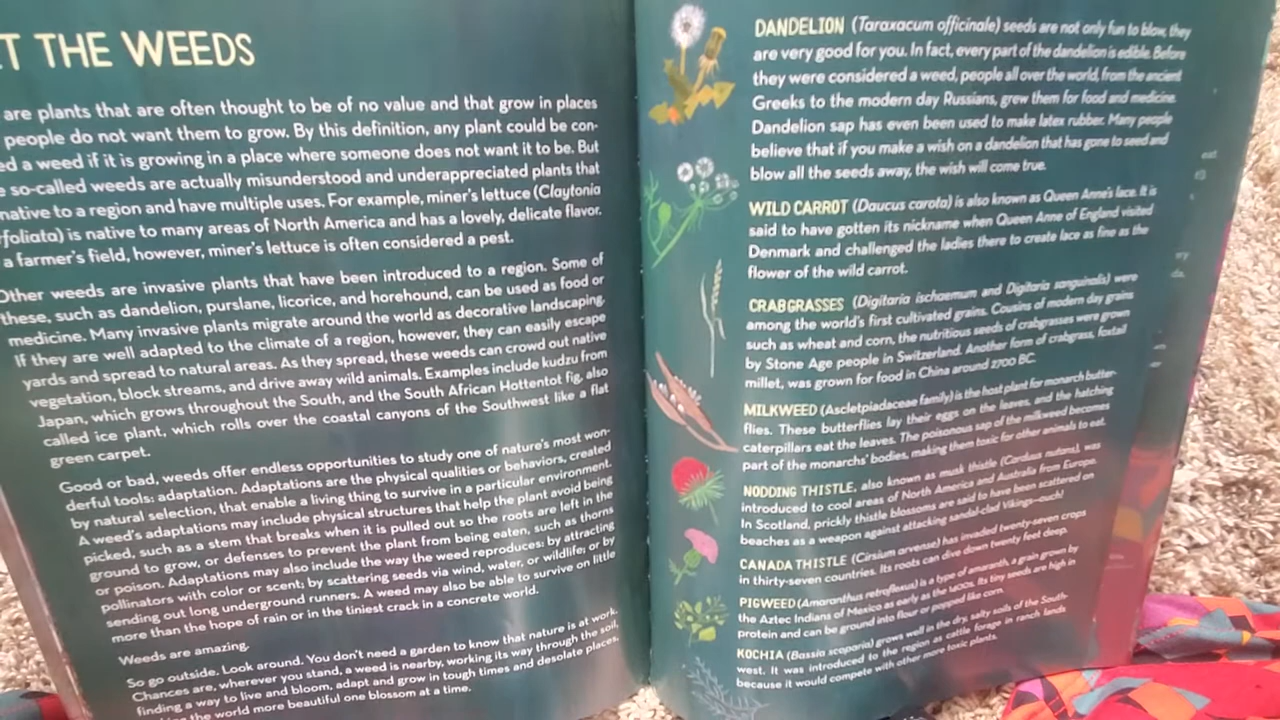 T THE WEEDS
are plants that are often thought to be of no value and that grow in places
people do not want them to grow. By this definition, any plant could be con-
ed a weed if it is growing in a place where someone does not want it to be. But
so-called weeds are actually misunderstood and underappreciated plants that
native to a region and have multiple uses. For example, miner's lettuce (Claytonia
rfoliata) is native to many areas of North America and has a lovely, delicate flavor.
a farmer's field, however, miner's lettuce is often considered a pest.
Other weeds are invasive plants that have been introduced to a region. Some of
these, such as dandelion, purslane, licorice, and horehound, can be used as food or
medicine. Many invasive plants migrate around the world as decorative landscaping.
If they are well adapted to the climate of a region, however, they can easily escape
yards and spread to natural areas. As they spread, these weeds can crowd out native
vegetation, block streams, and drive away wild animals. Examples include kudzu from
Japan, which grows throughout the South, and the South African Hottentot fig, also
called ice plant, which rolls over the coastal canyons of the Southwest like a flat
green carpet.
Good or bad, weeds offer endless opportunities to study one of nature's most won-
derful tools: adaptation. Adaptations are the physical qualities or behaviors, created
by natural selection, that enable a living thing to survive in a particular environment.
A weed's adaptations may include physical structures that help the plant avoid being
picked, such as a stem that breaks when it is pulled out so the roots are left in the
ground to grow, or defenses to prevent the plant from being eaten, such as thorns
or poison. Adaptations may also include the way the weed reproduces: by attracting
pollinators with color or scent; by scattering seeds via wind, water, or wildlife; or by
sending out long underground runners. A weed may also be able to survive on little
more than the hope of rain or in the tiniest crack in a concrete world.
Weeds are amazing.
So go outside. Look around. You don't need a garden to know that nature is at work.
Chances are, wherever you stand, a weed is nearby, working its way through the soil,
finding a way to live and bloom, adapt and grow in tough times and desolate places,
the world more beautiful one blossom at a time.
DANDELION (Taraxacum officinale) seeds are not only fun to blow, they
are very good for you. In fact, every part of the dandelion is edible. Before
they were considered a weed, people all over the world, from the ancient
Greeks to the modern day Russians, grew them for food and medicine.
Dandelion sap has even been used to make latex rubber. Many people
believe that if you make a wish on a dandelion that has gone to seed and
blow all the seeds away, the wish will come true.
WILD CARROT (Daucus carota) is also known as Queen Anne's lace. It is
said to have gotten its nickname when Queen Anne of England visited
Denmark and challenged the ladies there to create lace as fine as the
flower of the wild carrot.
CRABGRASSES (Digitaria ischaemum and Digitaria sanguinalis) were
among the world's first cultivated grains. Cousins of modern day grains
such as wheat and corn, the nutritious seeds of crabgrasses were grown
by Stone Age people in Switzerland. Another form of crabgrass, foxtail
millet, was grown for food in China around 2700 BC.
MILKWEED (Ascletpiadaceae family) is the host plant for monarch butter-
flies. These butterflies lay their eggs on the leaves, and the hatching
caterpillars eat the leaves. The poisonous sap of the milkweed becomes
part of the monarchs' bodies, making them toxic for other animals to eat.
NODDING THISTLE, also known as musk thistle (Carduus nutans), was
introduced to cool areas of North America and Australia from Europe.
In Scotland, prickly thistle blossoms are said to have been scattered on
beaches as a weapon against attacking sandal-clad Vikings—ouch!
CANADA THISTLE (Cirsium arvense) has invaded twenty-seven crops
in thirty-seven countries. Its roots can dive down twenty feet deep.
PIGWEED (Amaranthus retroflexus) is a type of amaranth, a grain grown by
the Aztec Indians of Mexico as early as the 1400s. Its tiny seeds are high in
protein and can be ground into flour or popped like corn.
KOCHIA (Bassia scoparia) grows well in the dry, salty soils of the South-
west. It was introduced to the region as cattle forage in ranch lands
because it would compete with other more toxic plants.
eat